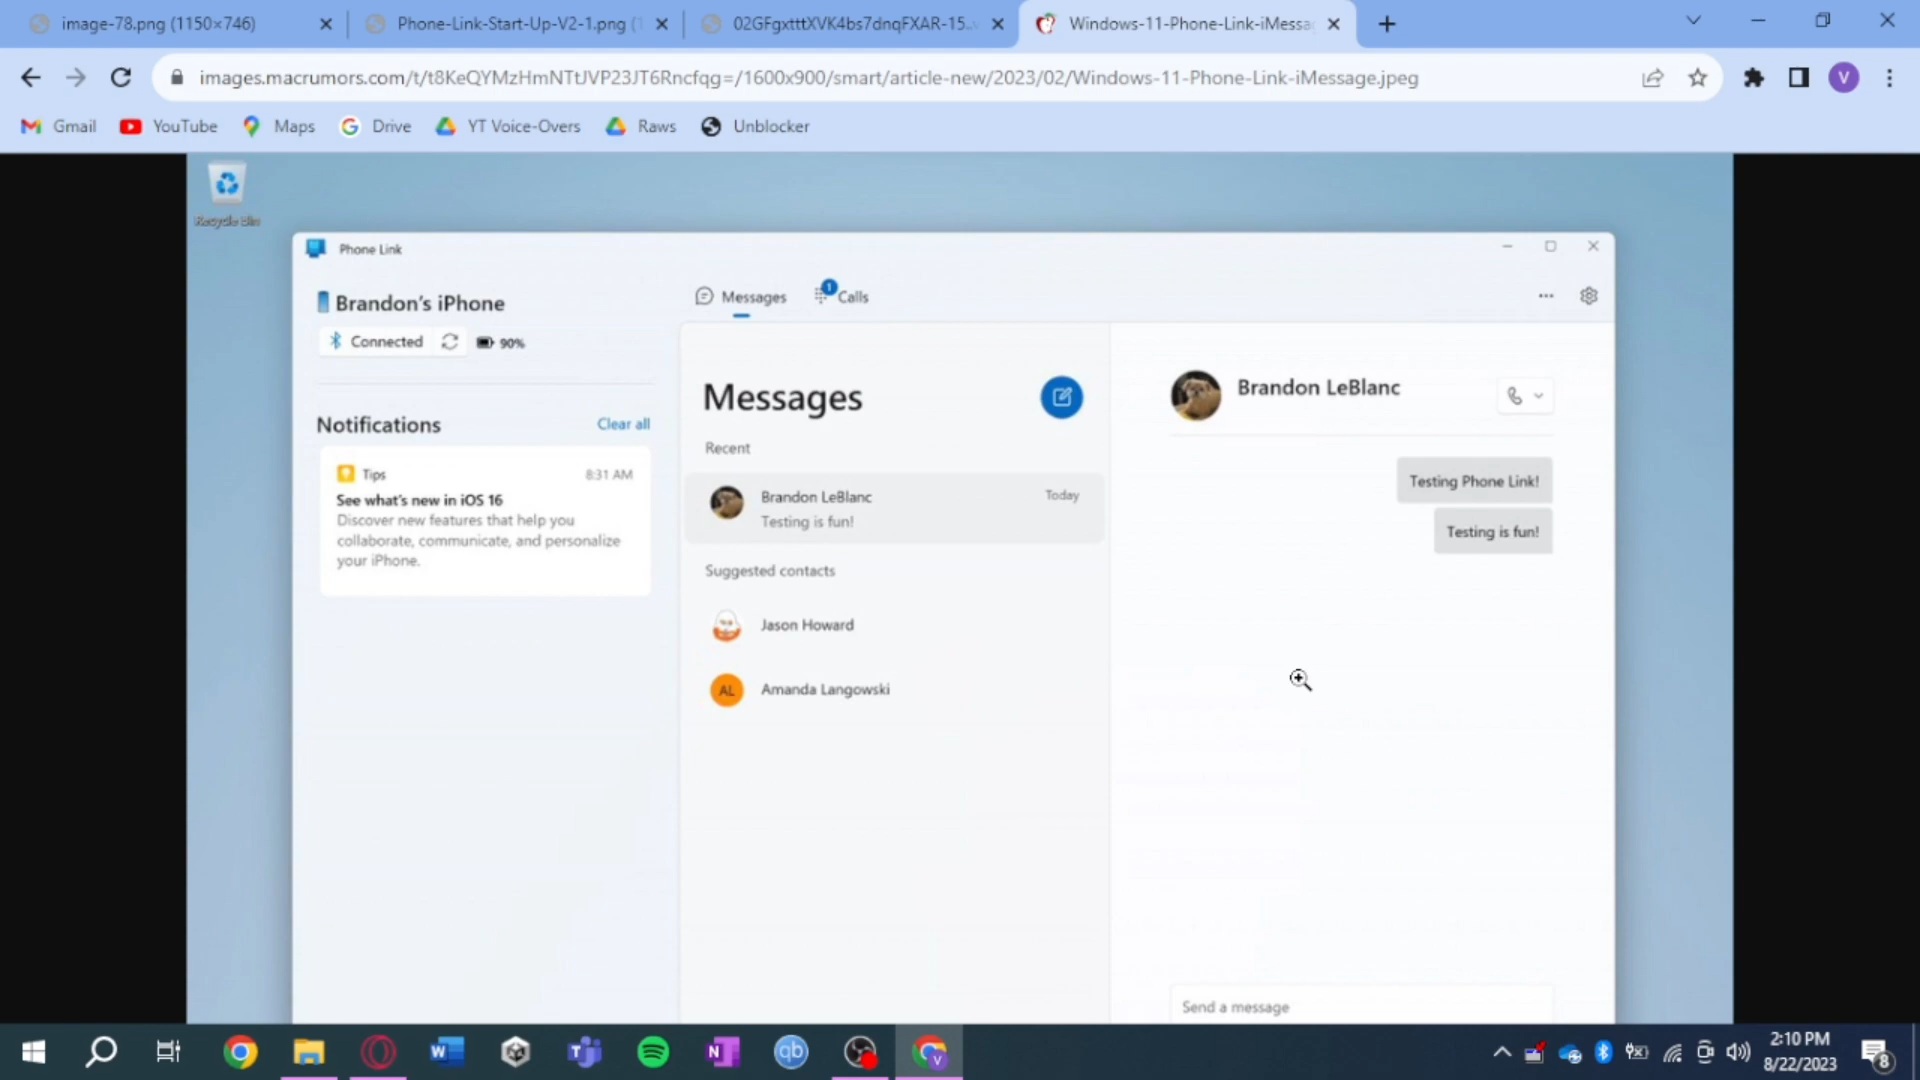 image-78.png (1150×746)
Phone-Link-Start-Up-V2-1.png (1
02GFgxtttXVK4bs7dnqFXAR-15..v
Windows-11-Phone-Link-iMessa
images.macrumors.com/t/t8KeQYMzHmNTtJVP23JT6Rncfqg=/1600x900/smart/article-new/2023/02/Windows-11-Phone-Link-iMessage.jpeg
V
Gmail
YouTube
Maps
Drive
YT Voice-Overs
Raws
Unblocker
Recycle Bin
Phone Link
Brandon's iPhone
Connected
90%
Notifications
Clear all
Tips
8:31 AM
See what's new in iOS 16
Discover new features that help you
collaborate, communicate, and personalize
your iPhone.
Messages
1
Calls
Messages
Recent
Brandon LeBlanc
Today
Testing is fun!
Suggested contacts
Jason Howard
AL
Amanda Langowski
Brandon LeBlanc
Testing Phone Link!
Testing is fun!
Send a message
2:10 PM
8/22/2023
8